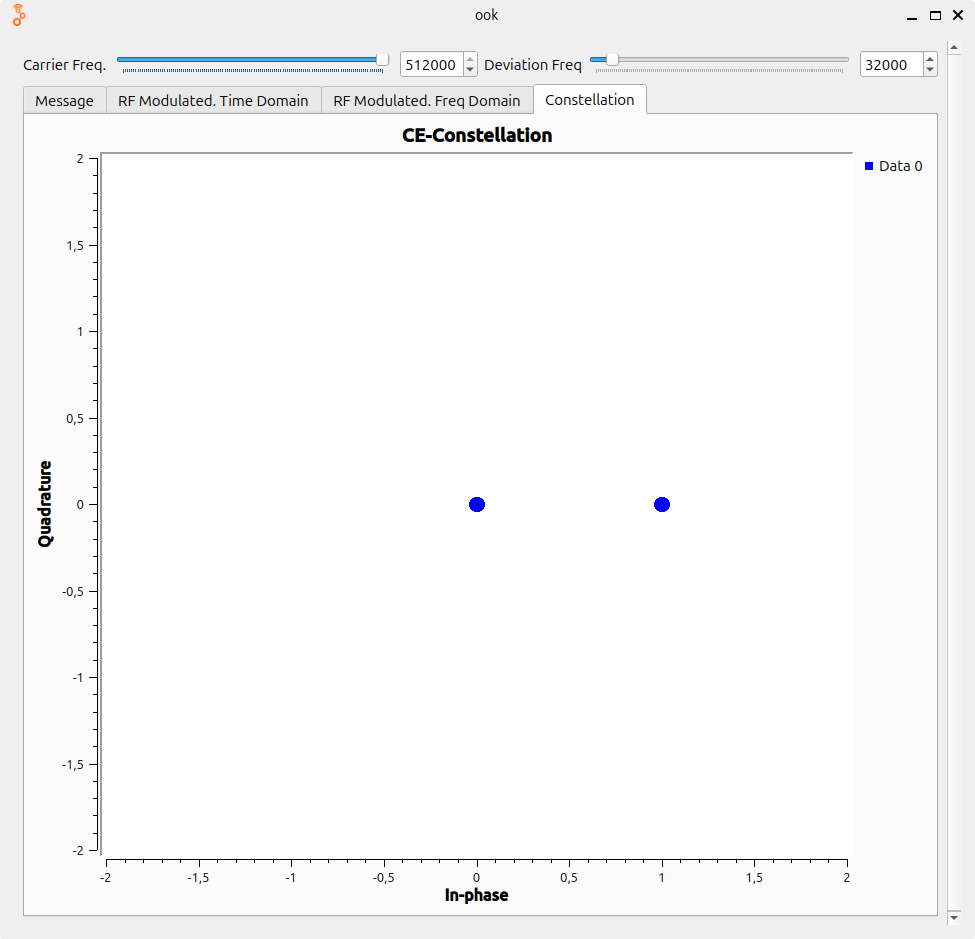 ook
Carrier Freq. 512000 Deviation Freq 32000
Message RF Modulated. Time Domain RF Modulated. Freq Domain Constellation
CE-Constellation
Data 0
2
1,5
1
0,5
0
-0,5
-1
-1,5
-2
Quadrature
-2 -1,5 -1 -0,5 0 0,5 1 1,5 2
In-phase